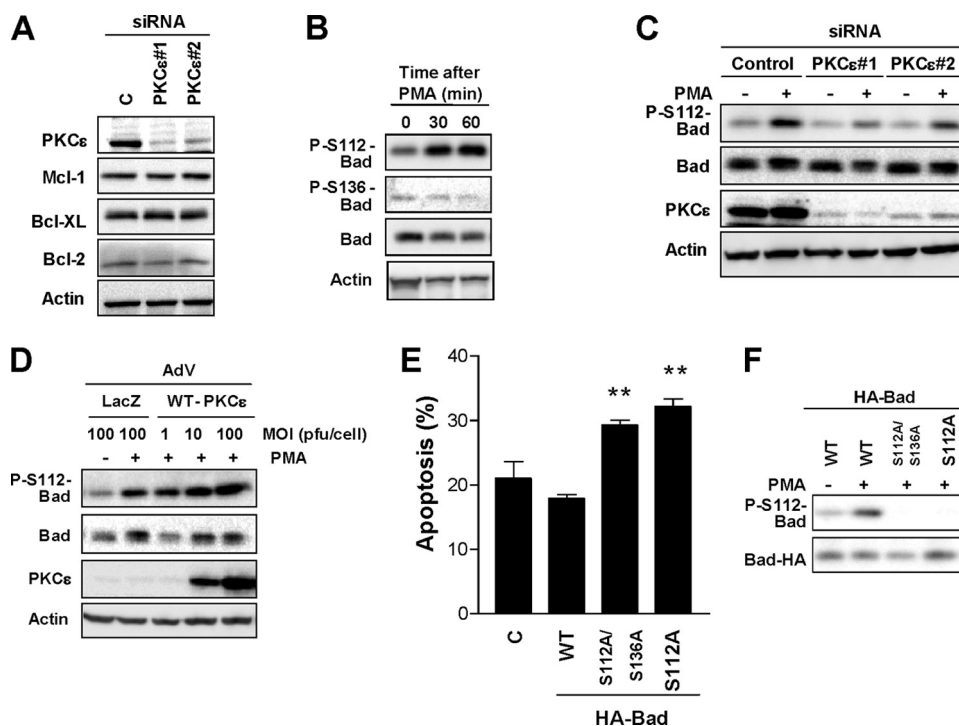 A
siRNA
C
PKCε#1
PKCε#2
PKCε
Mcl-1
Bcl-XL
Bcl-2
Actin
B
Time after
PMA (min)
0 30 60
P-S112-
Bad
P-S136-
Bad
Bad
Actin
C
siRNA
Control PKCε#1 PKCε#2
PMA - + - + - +
P-S112-
Bad
Bad
PKCε
Actin
D
AdV
LacZ WT-PKCε
100 100 1 10 100 MOI (pfu/cell)
- + + + + PMA
P-S112-
Bad
Bad
PKCε
Actin
E
Apoptosis (%)
40
30
20
10
0
**
**
C
WT
S112A/
S136A
S112A
HA-Bad
F
HA-Bad
WT
WT
S112A/
S136A
S112A
PMA - + + +
P-S112-
Bad
Bad-HA